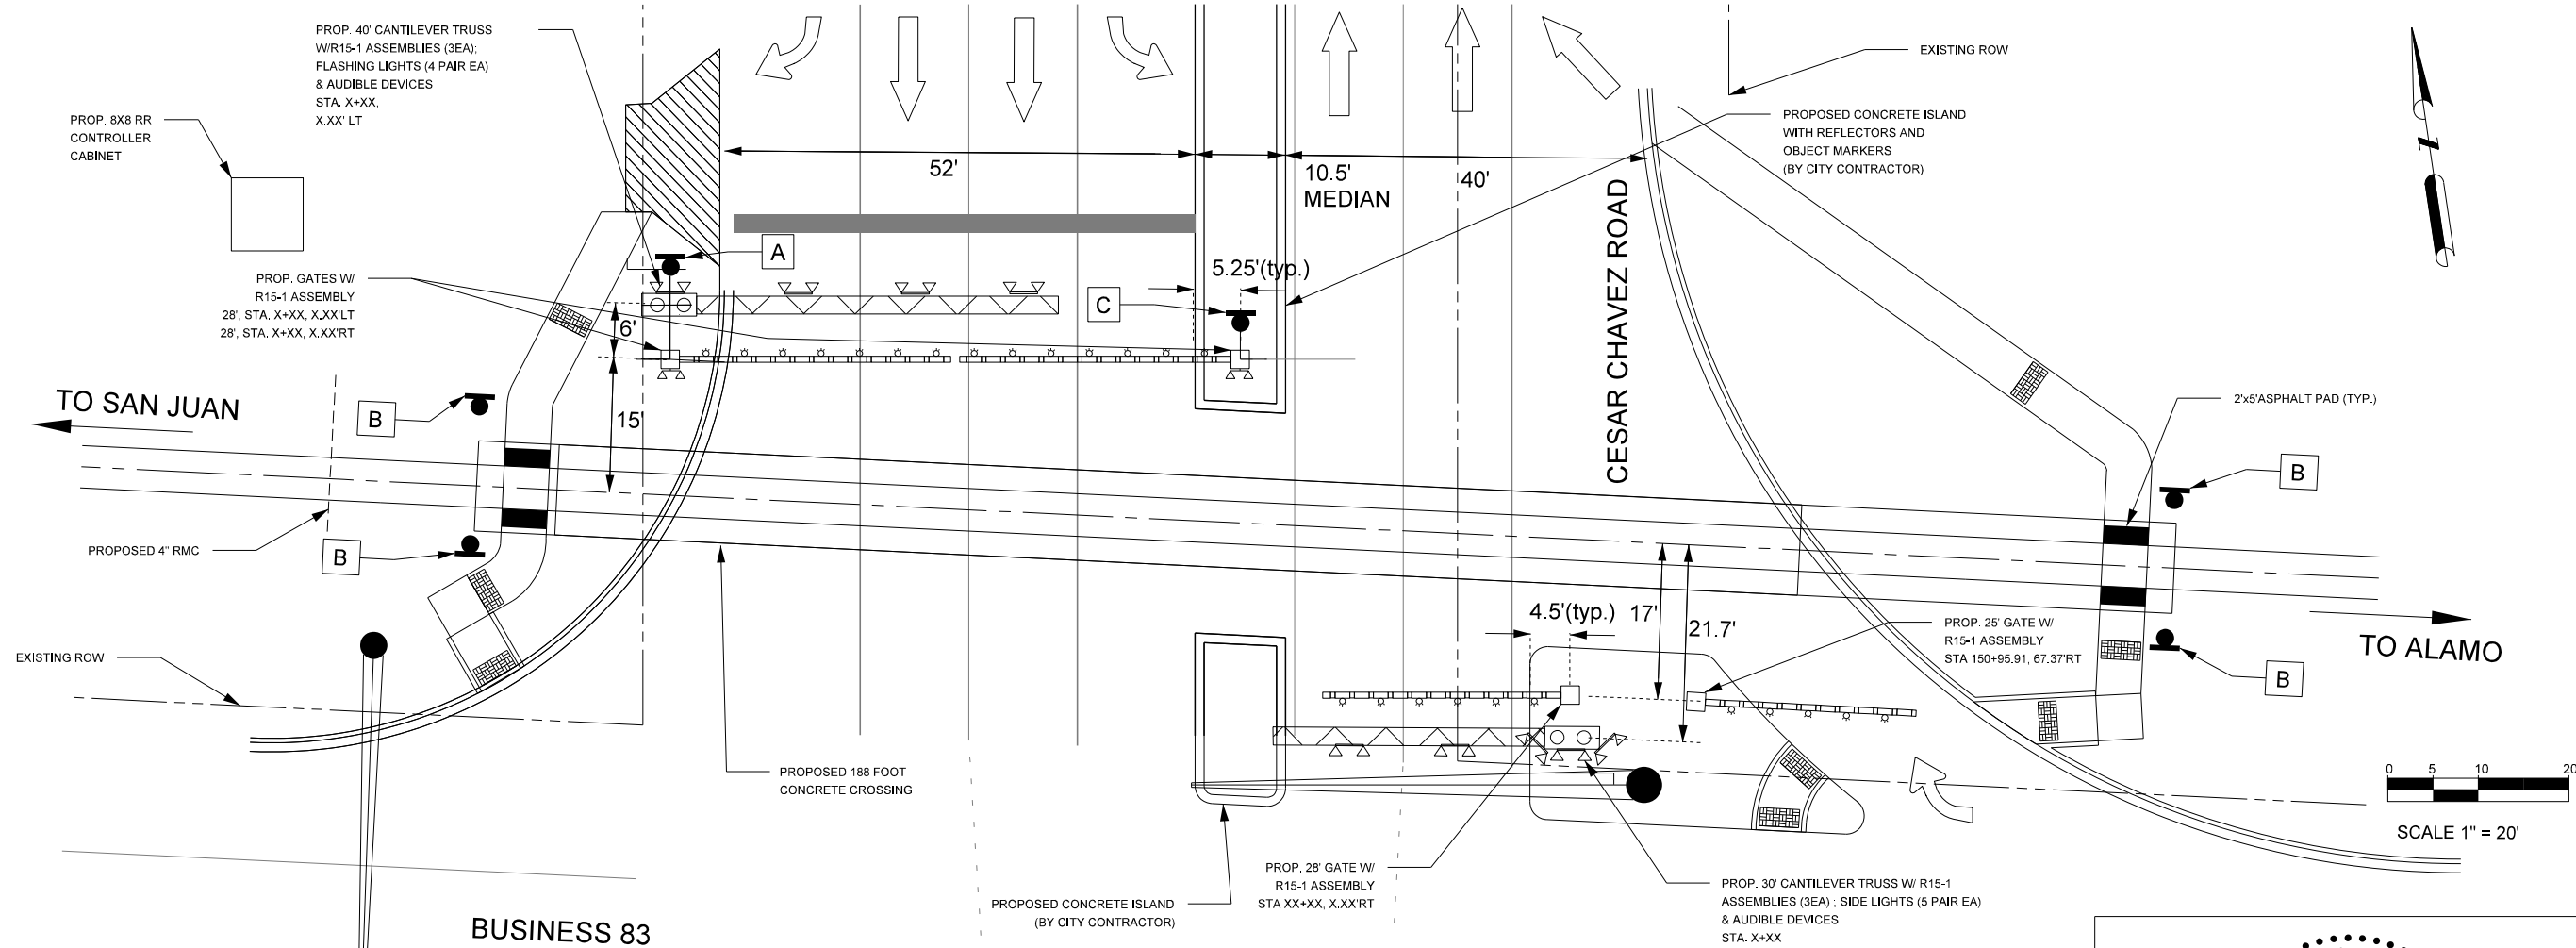 PROP. 40' CANTILEVER TRUSS
W/R15-1 ASSEMBLIES (3EA);
FLASHING LIGHTS (4 PAIR EA)
& AUDIBLE DEVICES
STA. X+XX,
X.XX' LT
PROP. 8X8 RR
CONTROLLER
CABINET
EXISTING ROW
PROPOSED CONCRETE ISLAND
WITH REFLECTORS AND
OBJECT MARKERS
(BY CITY CONTRACTOR)
N
52'
10.5'
MEDIAN
40'
CESAR CHAVEZ ROAD
A
PROP. GATES W/
R15-1 ASSEMBLY
28', STA. X+XX, X.XX'LT
28', STA. X+XX, X.XX'RT
5.25'(typ.)
C
6'
TO SAN JUAN
B
15'
2'x5'ASPHALT PAD (TYP.)
B
PROPOSED 4" RMC
B
4.5'(typ.)
17'
21.7'
PROP. 25' GATE W/
R15-1 ASSEMBLY
STA 150+95.91, 67.37'RT
TO ALAMO
B
EXISTING ROW
PROPOSED 188 FOOT
CONCRETE CROSSING
0 5 10 20
SCALE 1" = 20'
PROP. 28' GATE W/
R15-1 ASSEMBLY
STA XX+XX, X.XX'RT
PROPOSED CONCRETE ISLAND
(BY CITY CONTRACTOR)
PROP. 30' CANTILEVER TRUSS W/ R15-1
ASSEMBLIES (3EA) ; SIDE LIGHTS (5 PAIR EA)
& AUDIBLE DEVICES
STA. X+XX
BUSINESS 83